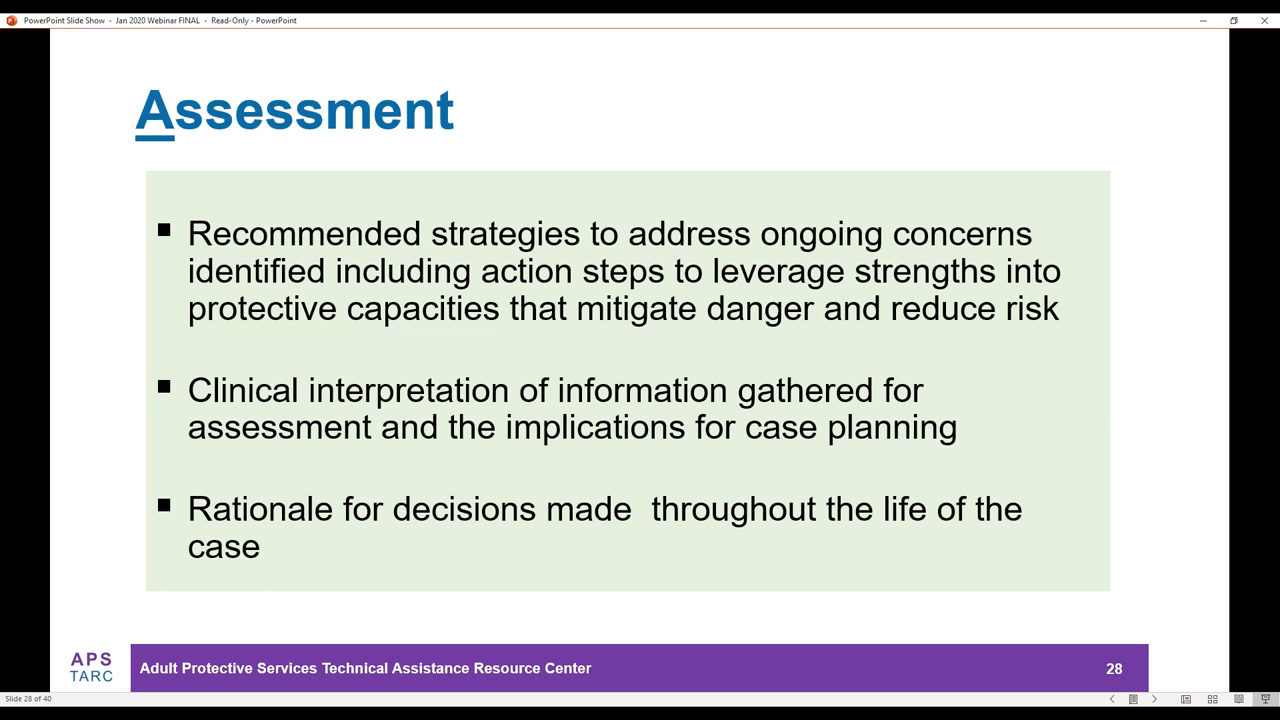 PowerPoint Slide Show - Jan 2020 Webinar FINAL - Read-Only - PowerPoint
Assessment
▪ Recommended strategies to address ongoing concerns
identified including action steps to leverage strengths into
protective capacities that mitigate danger and reduce risk
▪ Clinical interpretation of information gathered for
assessment and the implications for case planning
▪ Rationale for decisions made  throughout the life of the
case
APS
TARC
Adult Protective Services Technical Assistance Resource Center
28
Slide 28 of 40